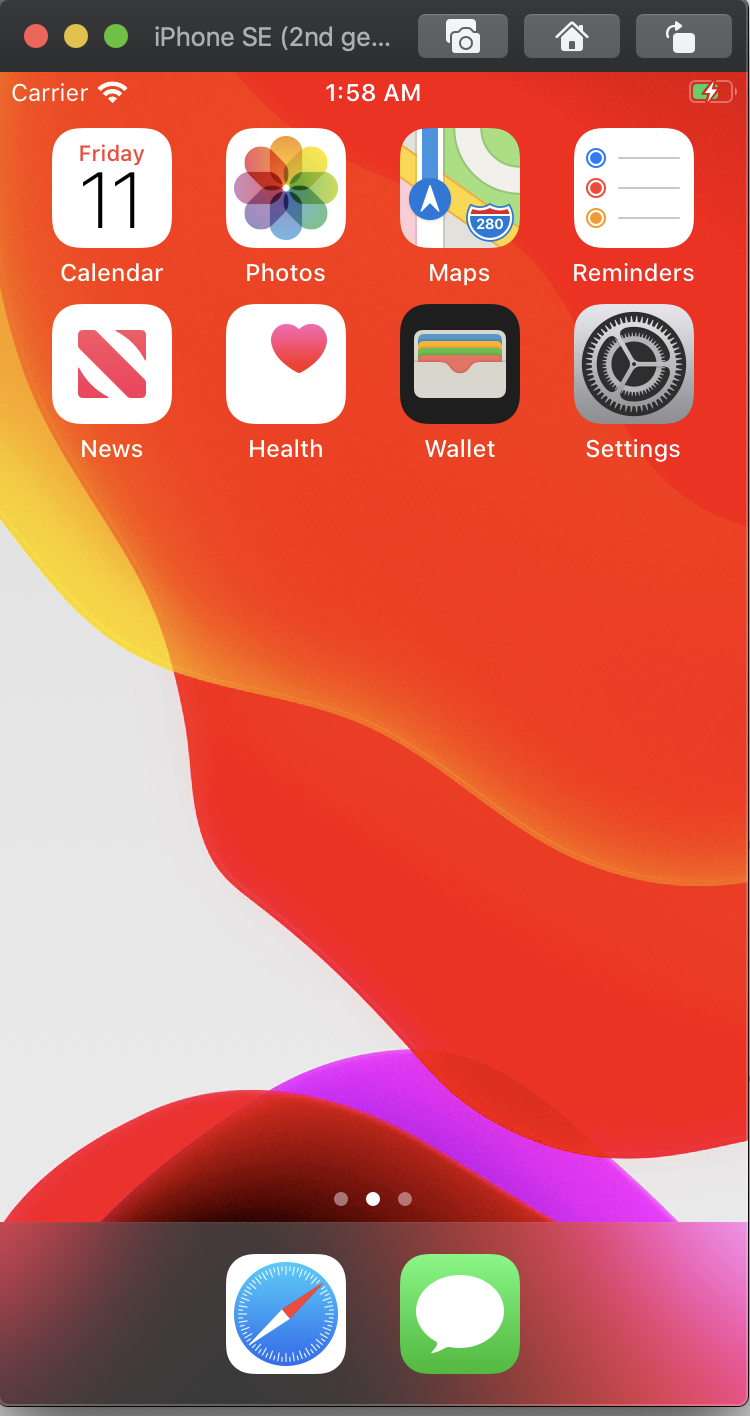 iPhone SE (2nd ge...
Carrier 1:58 AM
Friday
11
280
Calendar Photos Maps Reminders
News Health Wallet Settings